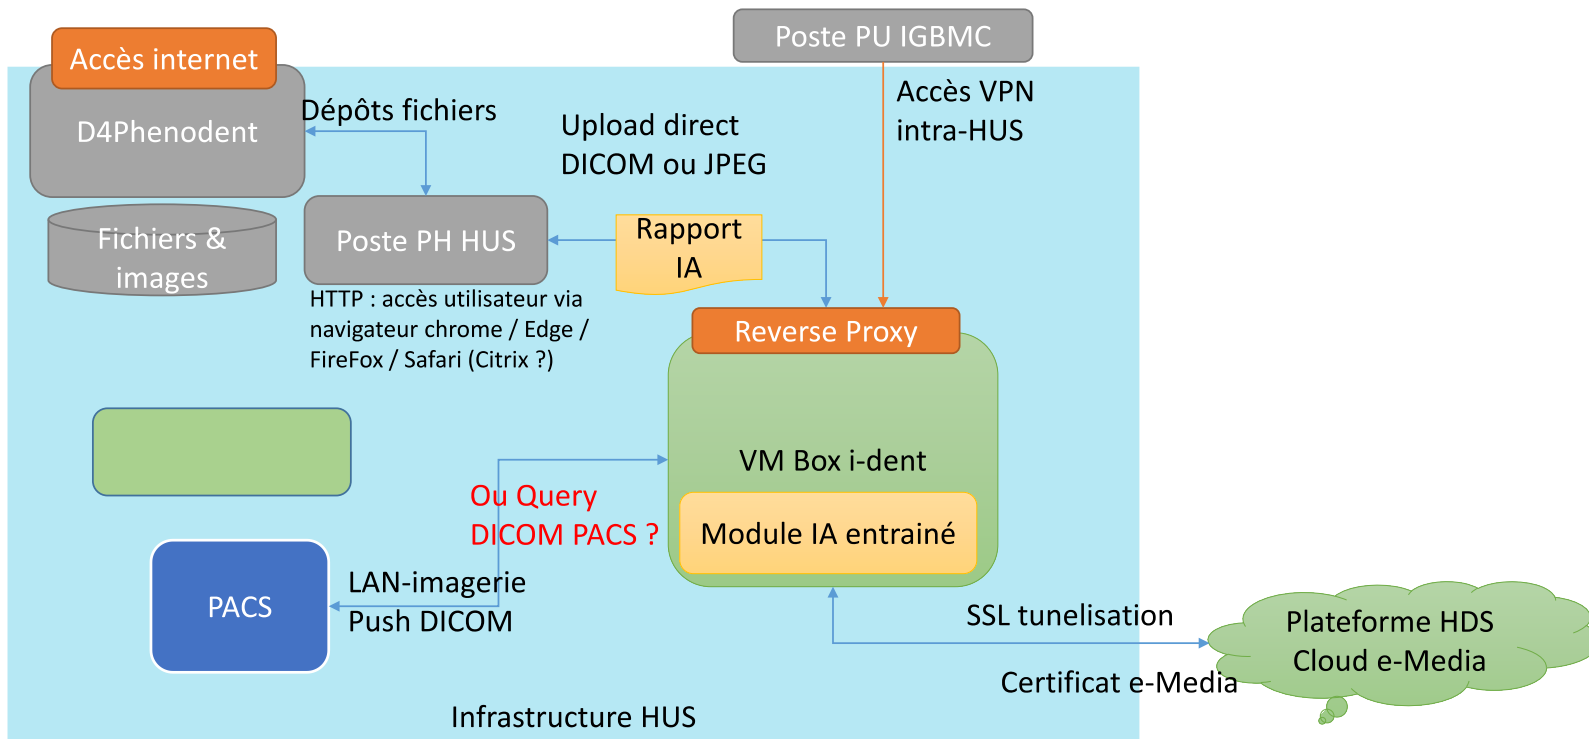 Poste PU IGBMC
Accès internet
D4Phenodent
Dépôts fichiers
Upload direct
DICOM ou JPEG
Accès VPN
intra-HUS
Fichiers &
images
Poste PH HUS
Rapport
IA
HTTP : accès utilisateur via
navigateur chrome / Edge /
FireFox / Safari (Citrix ?)
Reverse Proxy
VM Box i-dent
Module IA entrainé
Ou Query
DICOM PACS ?
PACS
LAN-imagerie
Push DICOM
SSL tunelisation
Certificat e-Media
Plateforme HDS
Cloud e-Media
Infrastructure HUS